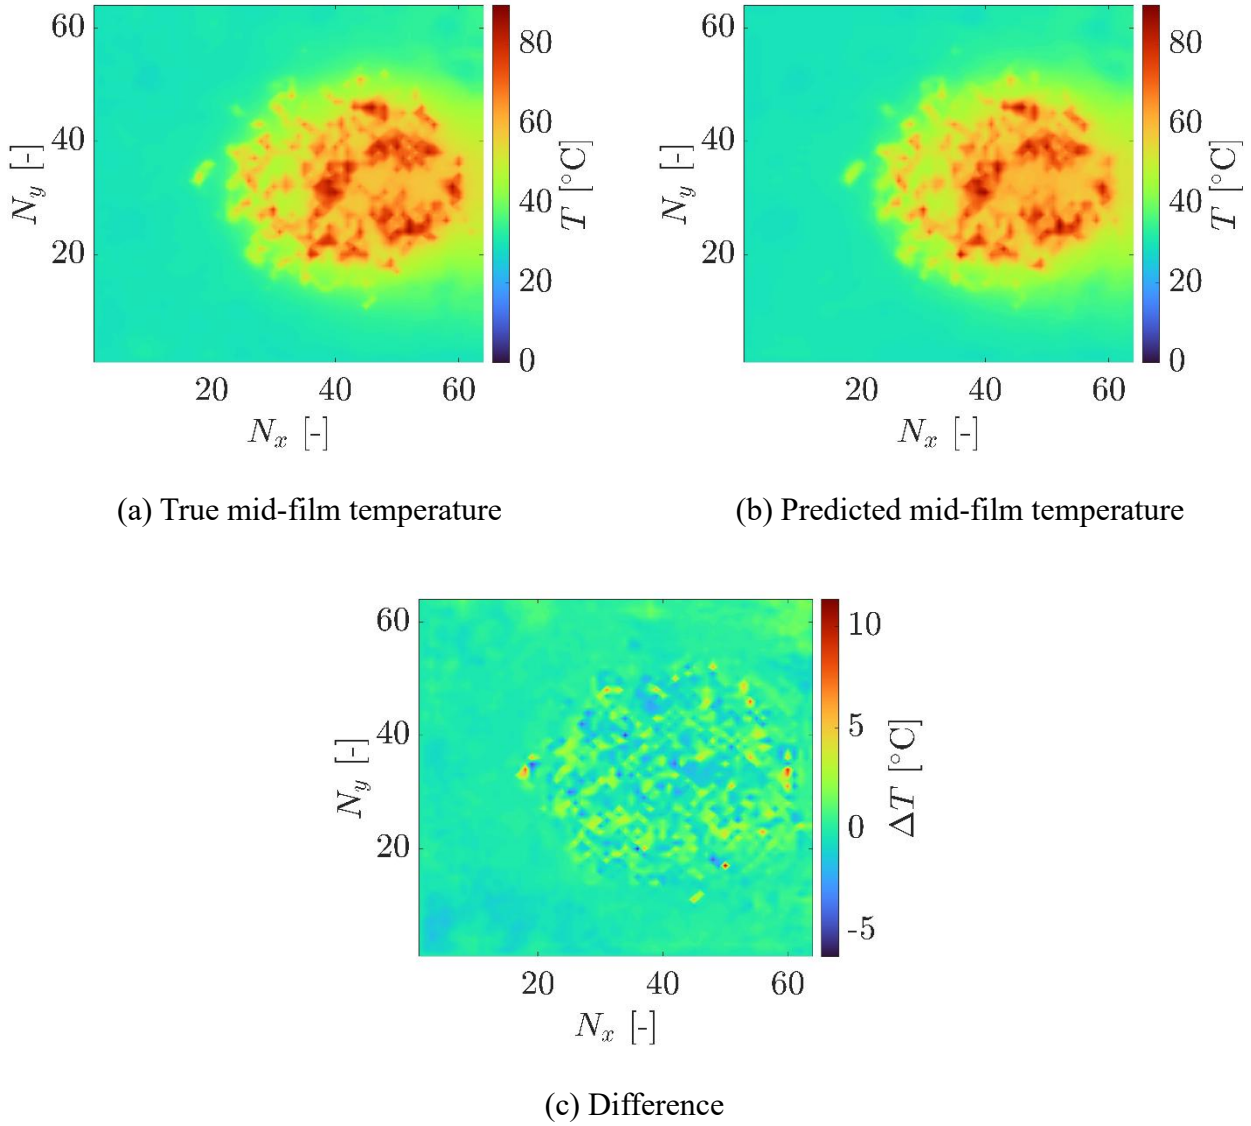 60
40
20
N_y [-]
20 40 60
N_x [-]
80
60
40
20
0
T [°C]
(a) True mid-film temperature
60
40
20
N_y [-]
20 40 60
N_x [-]
80
60
40
20
0
T [°C]
(b) Predicted mid-film temperature
60
40
20
N_y [-]
20 40 60
N_x [-]
10
5
0
-5
ΔT [°C]
(c) Difference